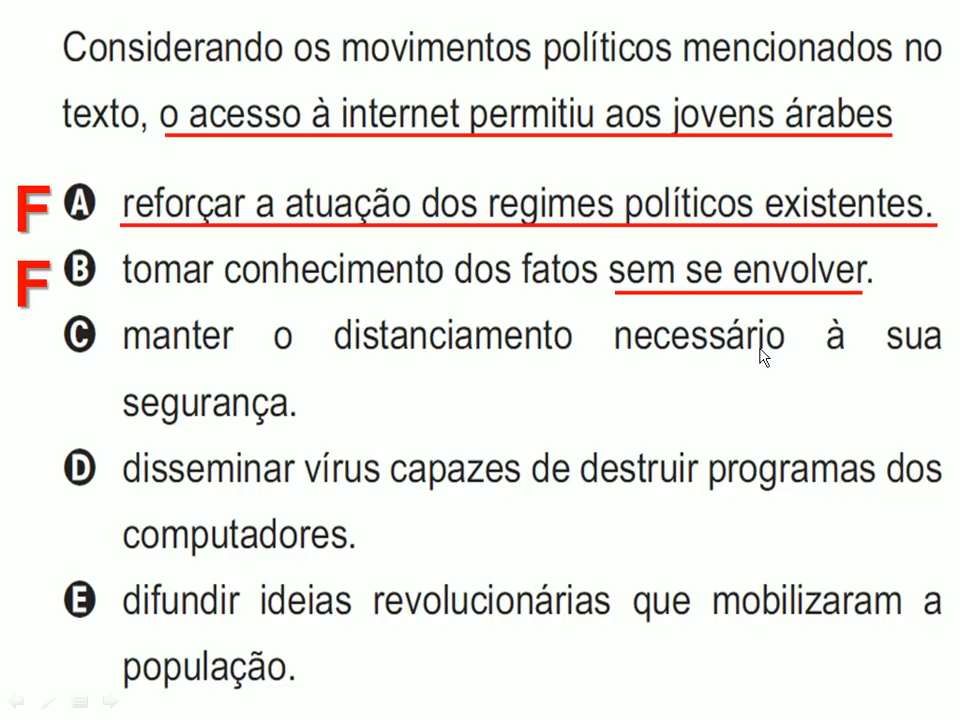 Considerando os movimentos políticos mencionados no
texto, o acesso à internet permitiu aos jovens árabes
F A reforçar a atuação dos regimes políticos existentes.
F B tomar conhecimento dos fatos sem se envolver.
C manter o distanciamento necessário à sua
segurança.
D disseminar vírus capazes de destruir programas dos
computadores.
E difundir ideias revolucionárias que mobilizaram a
população.